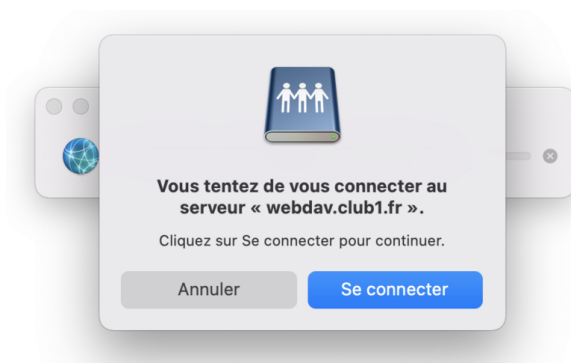 Vous tentez de vous connecter au
serveur « webdav.club1.fr ».
Cliquez sur Se connecter pour continuer.
Annuler
Se connecter